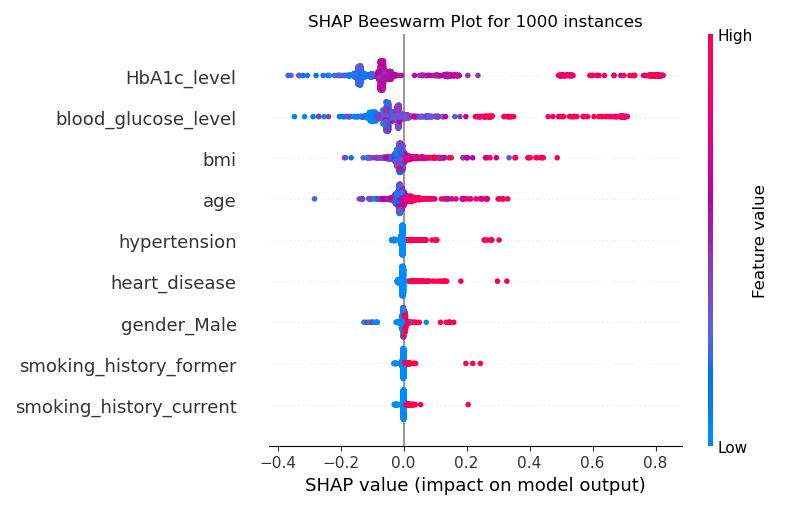 SHAP Beeswarm Plot for 1000 instances
High
HbA1c_level
blood_glucose_level
bmi
age
hypertension
heart_disease
gender_Male
smoking_history_former
smoking_history_current
Feature value
Low
−0.4 −0.2 0.0 0.2 0.4 0.6 0.8
SHAP value (impact on model output)